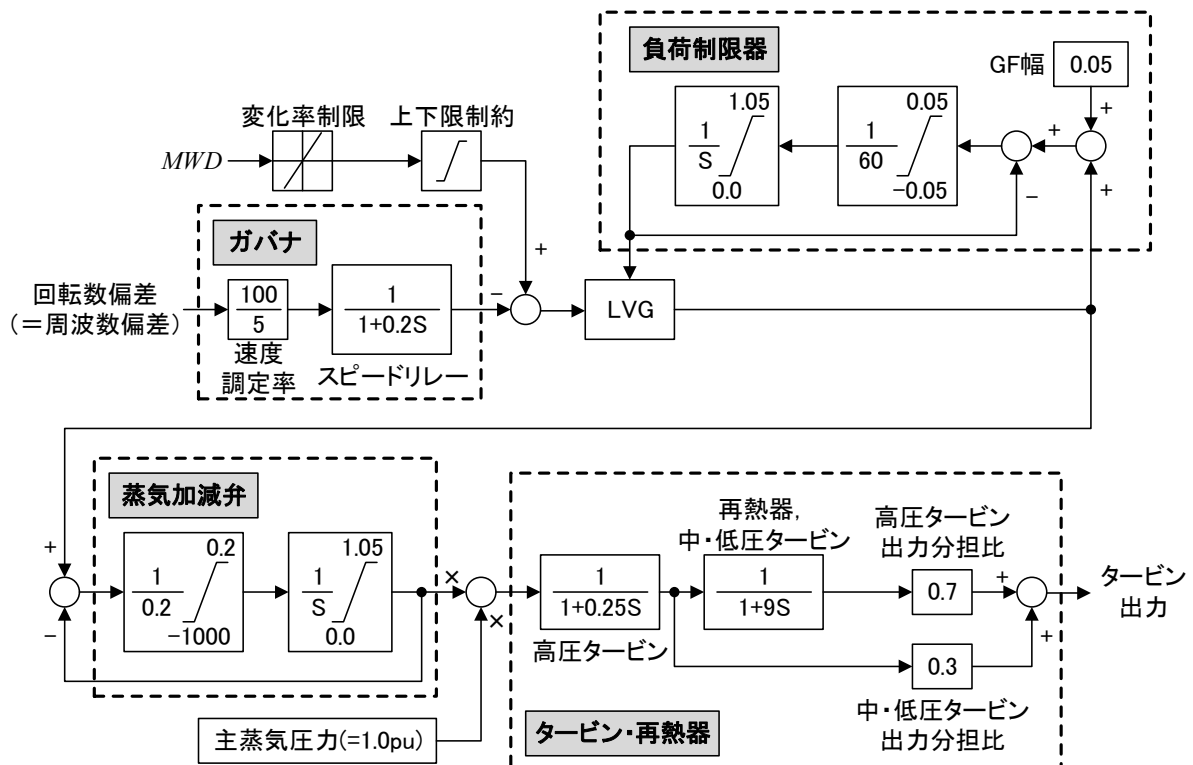 負荷制限器
GF幅
0.05
+
+
+
−
変化率制限
上下限制約
MWD
1
S
1.05
0.0
1
60
0.05
−0.05
ガバナ
回転数偏差
(＝周波数偏差)
100
5
速度
調定率
1
1+0.2S
スピードリレー
+
−
LVG
蒸気加減弁
+
−
1
0.2
0.2
−1000
1
S
1.05
0.0
×
×
主蒸気圧力(=1.0pu)
タービン・再熱器
1
1+0.25S
高圧タービン
再熱器,
中・低圧タービン
1
1+9S
高圧タービン
出力分担比
0.7
+
+
0.3
中・低圧タービン
出力分担比
タービン
出力